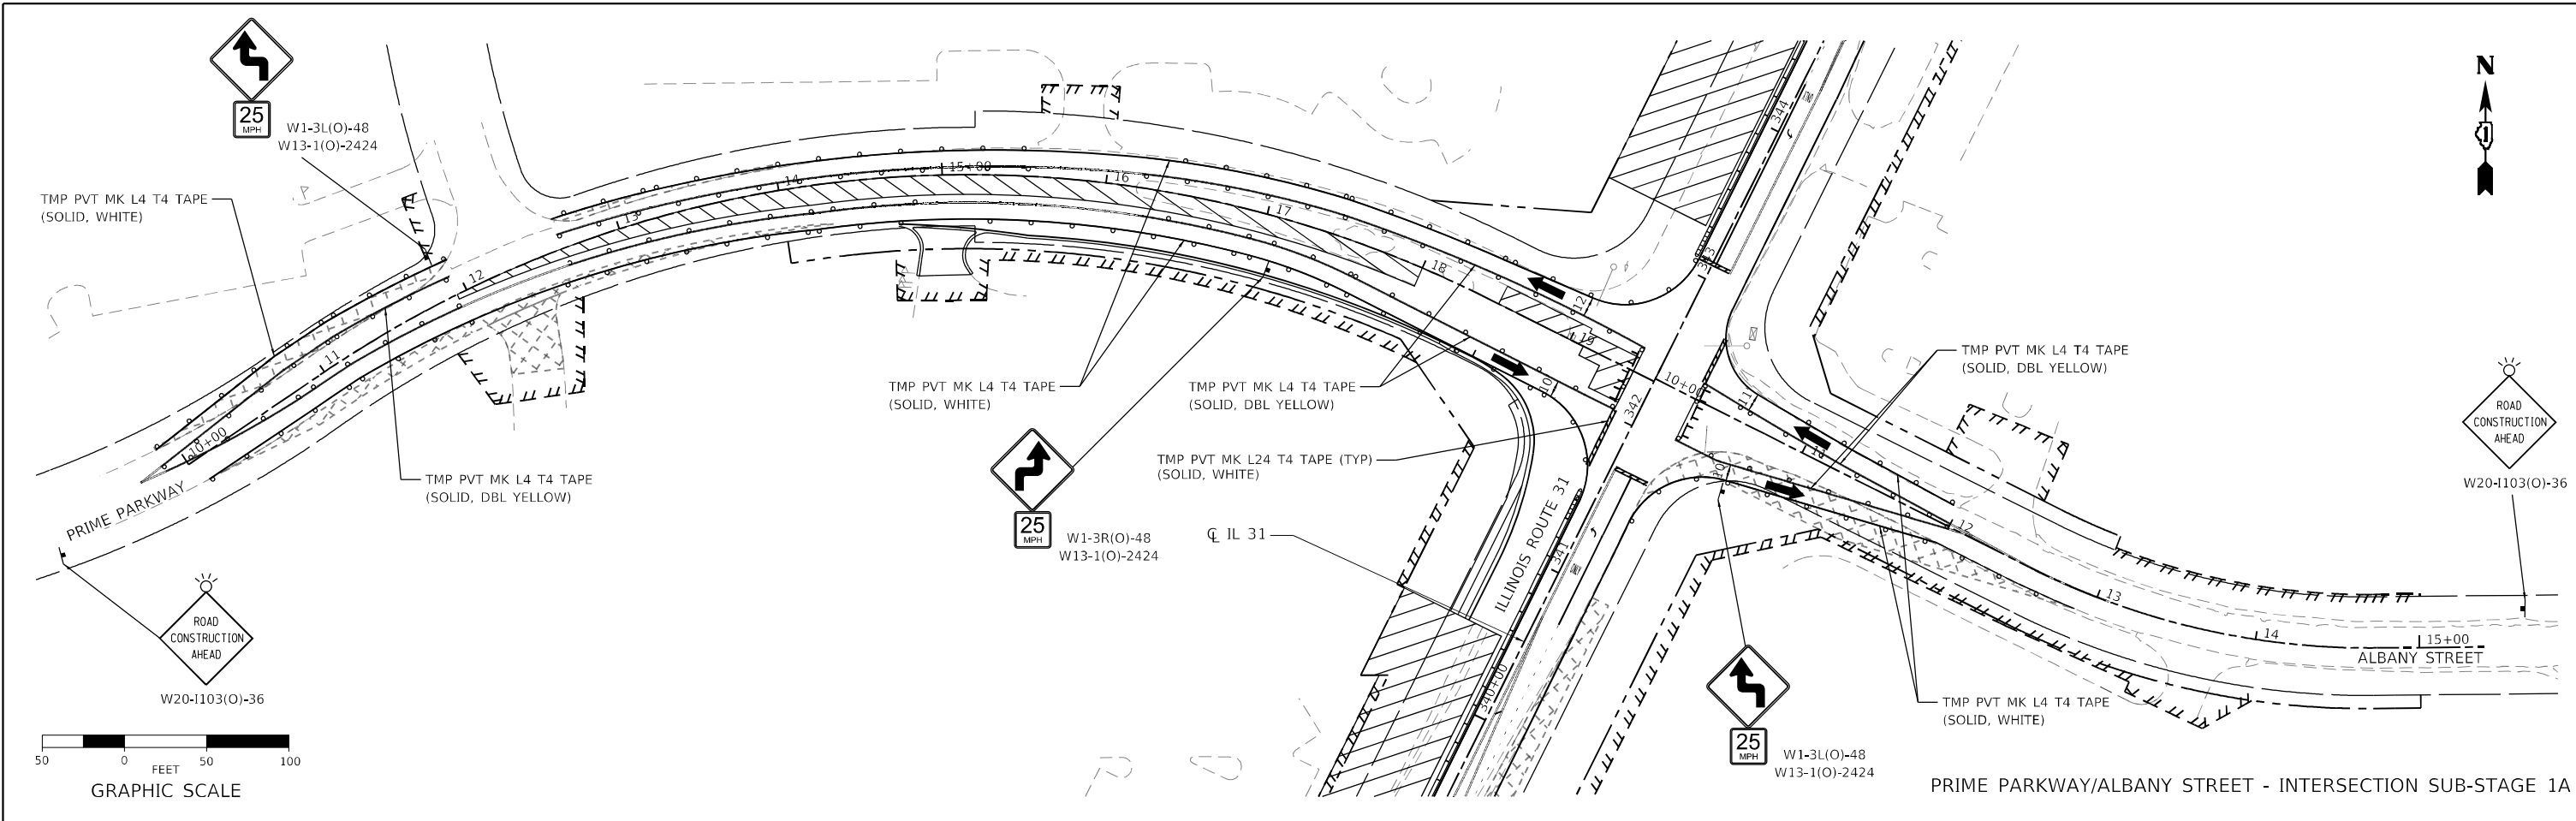 25
MPH
W1-3L(O)-48
W13-1(O)-2424
TMP PVT MK L4 T4 TAPE
(SOLID, WHITE)
N
15+00
14
16
13
17
12
18
11
19
10+00
344
343
12
10
342
10+00
11
TMP PVT MK L4 T4 TAPE
(SOLID, DBL YELLOW)
ROAD
CONSTRUCTION
AHEAD
W20-I103(O)-36
TMP PVT MK L4 T4 TAPE
(SOLID, WHITE)
TMP PVT MK L4 T4 TAPE
(SOLID, DBL YELLOW)
TMP PVT MK L24 T4 TAPE (TYP)
(SOLID, WHITE)
TMP PVT MK L4 T4 TAPE
(SOLID, DBL YELLOW)
PRIME PARKWAY
25
MPH
W1-3R(O)-48
W13-1(O)-2424
℄ IL 31
ILLINOIS ROUTE 31
341
340+00
10
12
13
14
15+00
ALBANY STREET
ROAD
CONSTRUCTION
AHEAD
W20-I103(O)-36
TMP PVT MK L4 T4 TAPE
(SOLID, WHITE)
25
MPH
W1-3L(O)-48
W13-1(O)-2424
50 0 50 100
FEET
GRAPHIC SCALE
PRIME PARKWAY/ALBANY STREET - INTERSECTION SUB-STAGE 1A